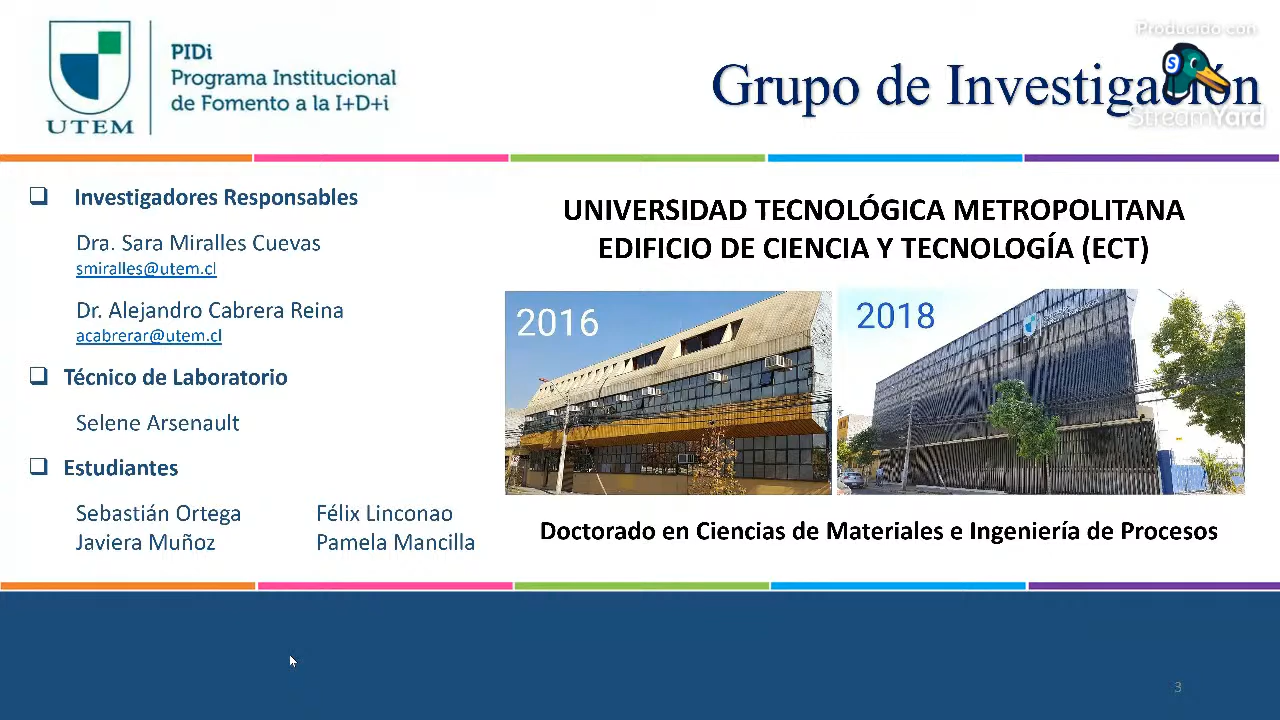 PIDi
Programa Institucional
de Fomento a la I+D+i
UTEM
Grupo de Investigación
Producido con
S
StreamYard
❑ Investigadores Responsables
Dra. Sara Miralles Cuevas
smiralles@utem.cl
Dr. Alejandro Cabrera Reina
acabrerar@utem.cl
❑ Técnico de Laboratorio
Selene Arsenault
❑ Estudiantes
Sebastián Ortega
Félix Linconao
Javiera Muñoz
Pamela Mancilla
UNIVERSIDAD TECNOLÓGICA METROPOLITANA
EDIFICIO DE CIENCIA Y TECNOLOGÍA (ECT)
2016
2018
Doctorado en Ciencias de Materiales e Ingeniería de Procesos
3